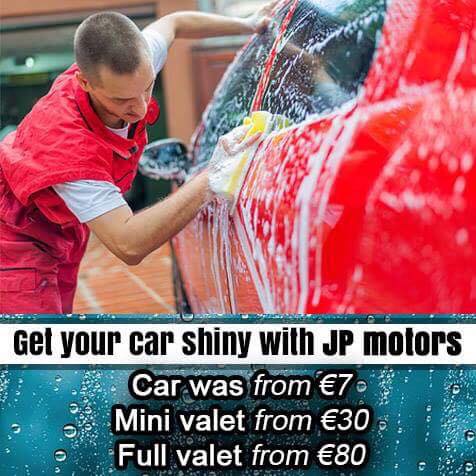 Get your car shiny with JP motors
Car was from €7
Mini valet from €30
Full valet from €80